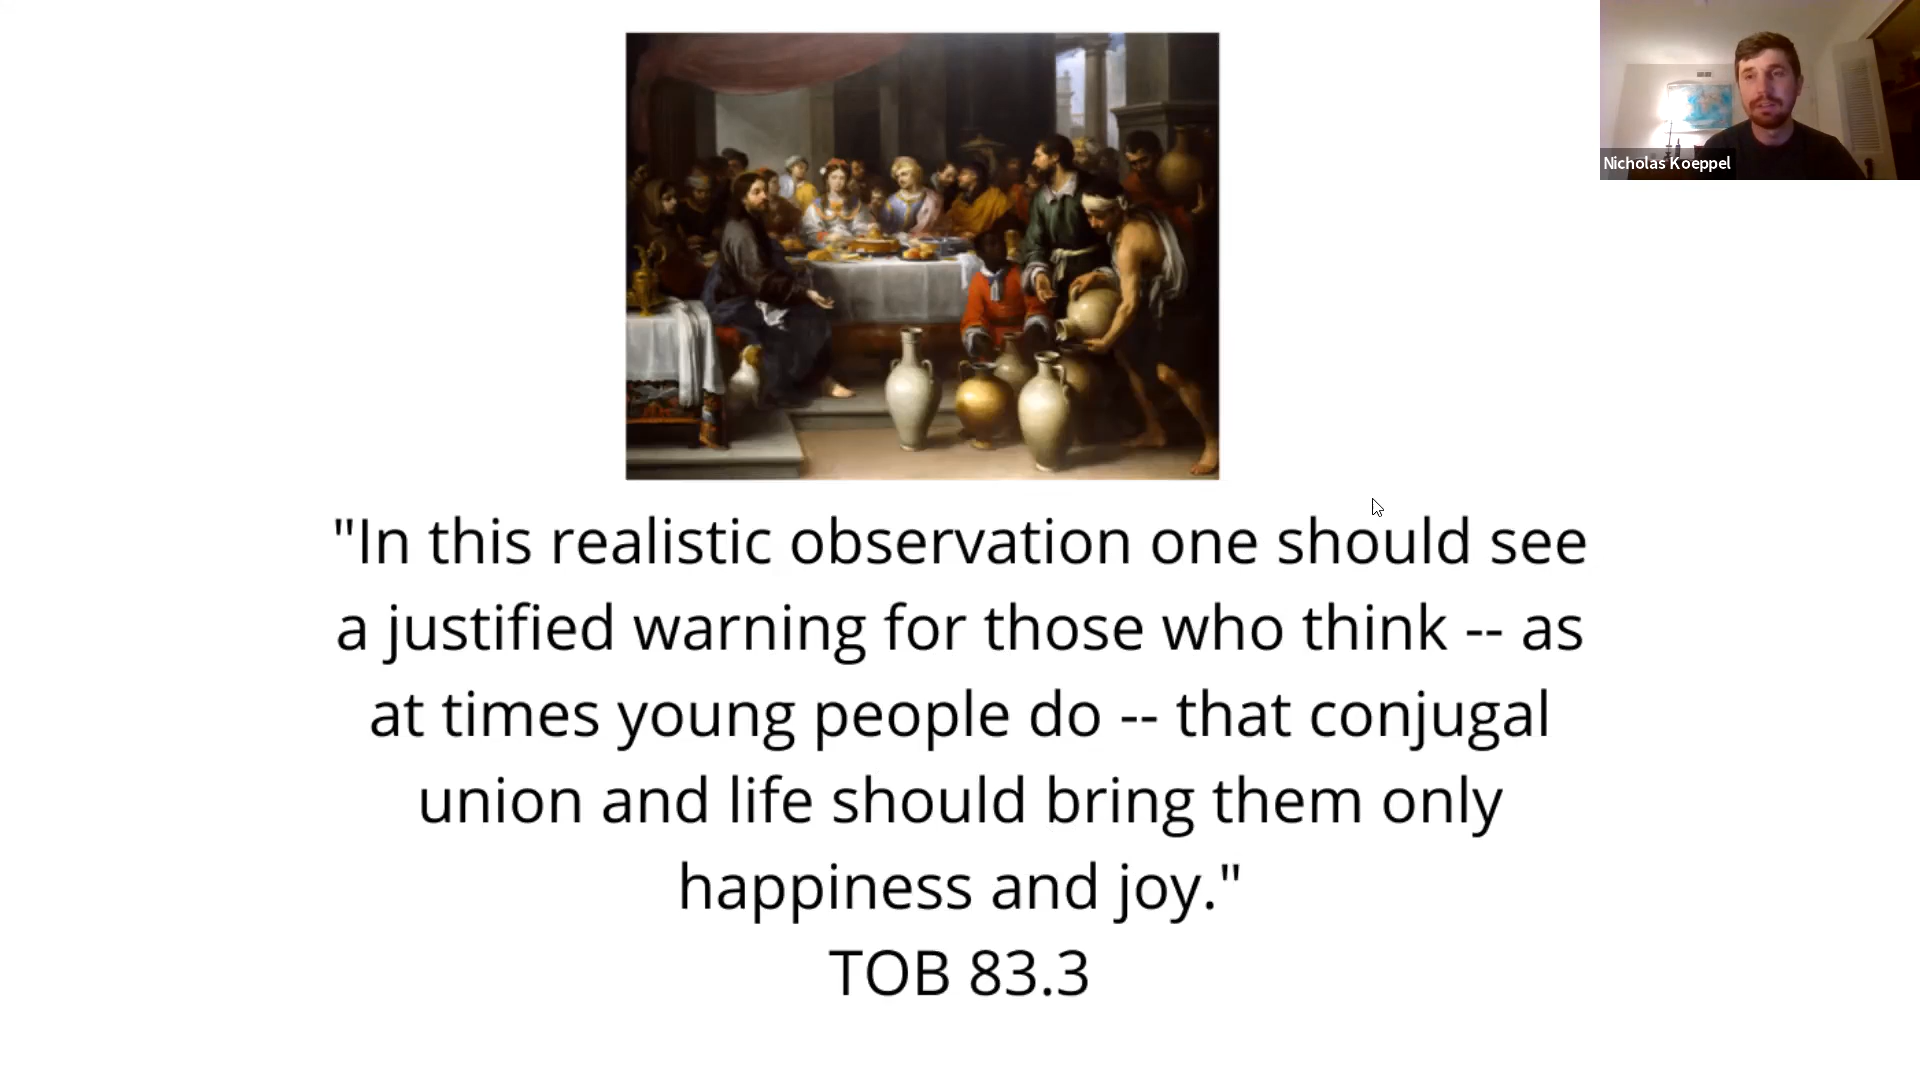 Nicholas Koeppel
"In this realistic observation one should see
a justified warning for those who think -- as
at times young people do -- that conjugal
union and life should bring them only
happiness and joy."
TOB 83.3